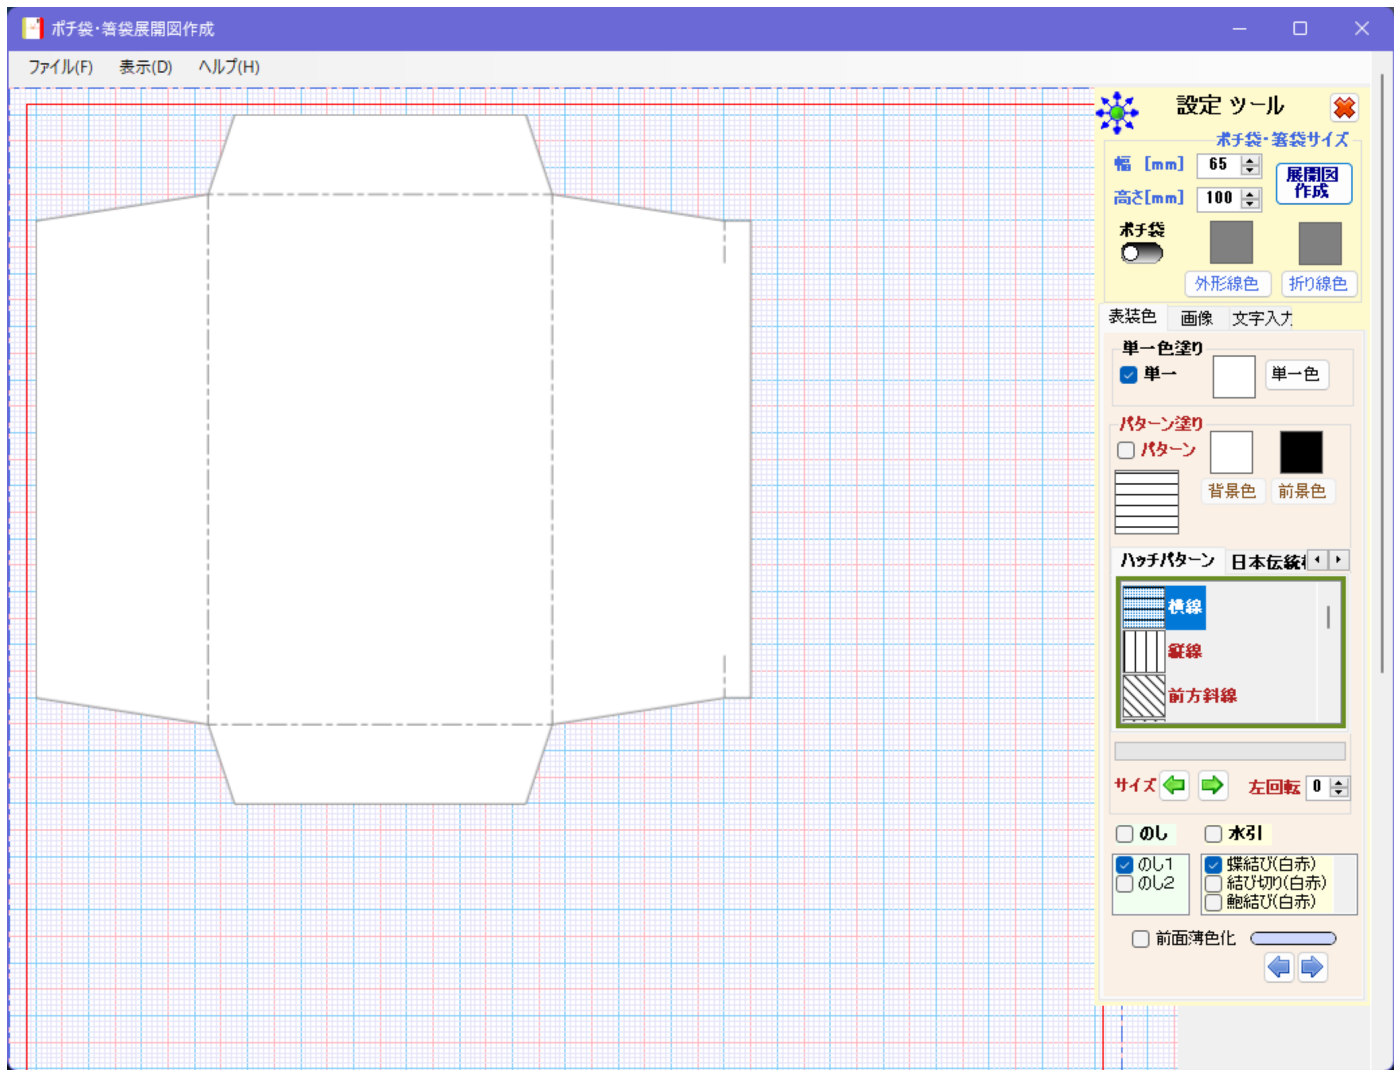 ポチ袋・箸袋展開図作成
ファイル(F) 表示(D) ヘルプ(H)
設定 ツール
ポチ袋・箸袋サイズ
幅 [mm] 65
展開図
作成
高さ[mm] 100
ポチ袋
外形線色 折り線色
表装色 画像 文字入力
単一色塗り
単一 単一色
パターン塗り
パターン
背景色 前景色
ハッチパターン 日本伝統
横線
縦線
前方斜線
サイズ 左回転 0
のし 水引
のし1 蝶結び(白赤)
のし2 結び切り(白赤)
鮑結び(白赤)
前面薄色化